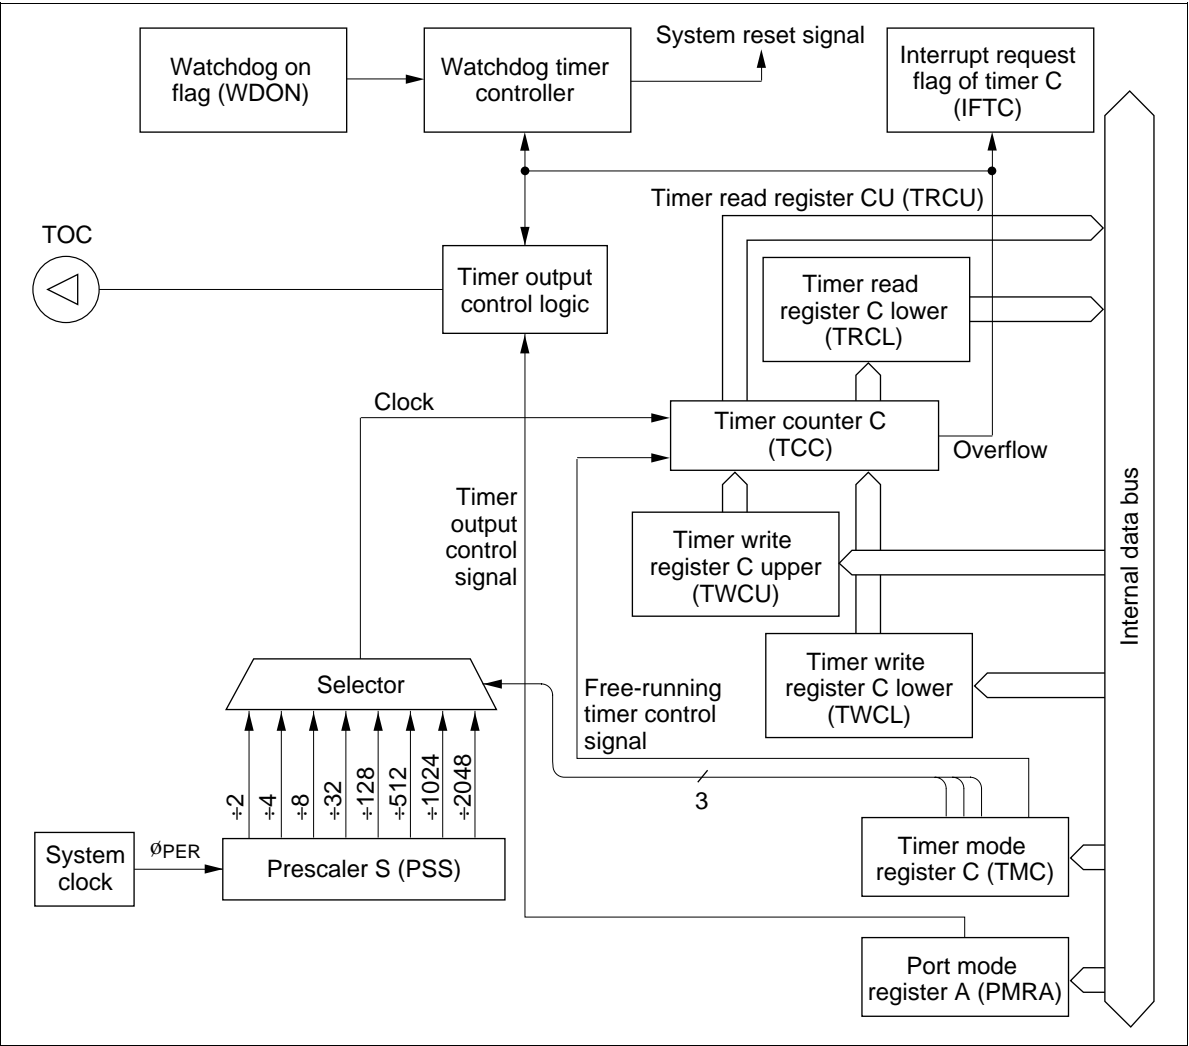 System reset signal
Watchdog on
flag (WDON)
Watchdog timer
controller
Interrupt request
flag of timer C
(IFTC)
Timer read register CU (TRCU)
TOC
Timer output
control logic
Timer read
register C lower
(TRCL)
Clock
Timer counter C
(TCC)
Overflow
Timer
output
control
signal
Timer write
register C upper
(TWCU)
Internal data bus
Timer write
register C lower
(TWCL)
Selector
Free-running
timer control
signal
÷2
÷4
÷8
÷32
÷128
÷512
÷1024
÷2048
3
System
clock
øPER
Prescaler S (PSS)
Timer mode
register C (TMC)
Port mode
register A (PMRA)